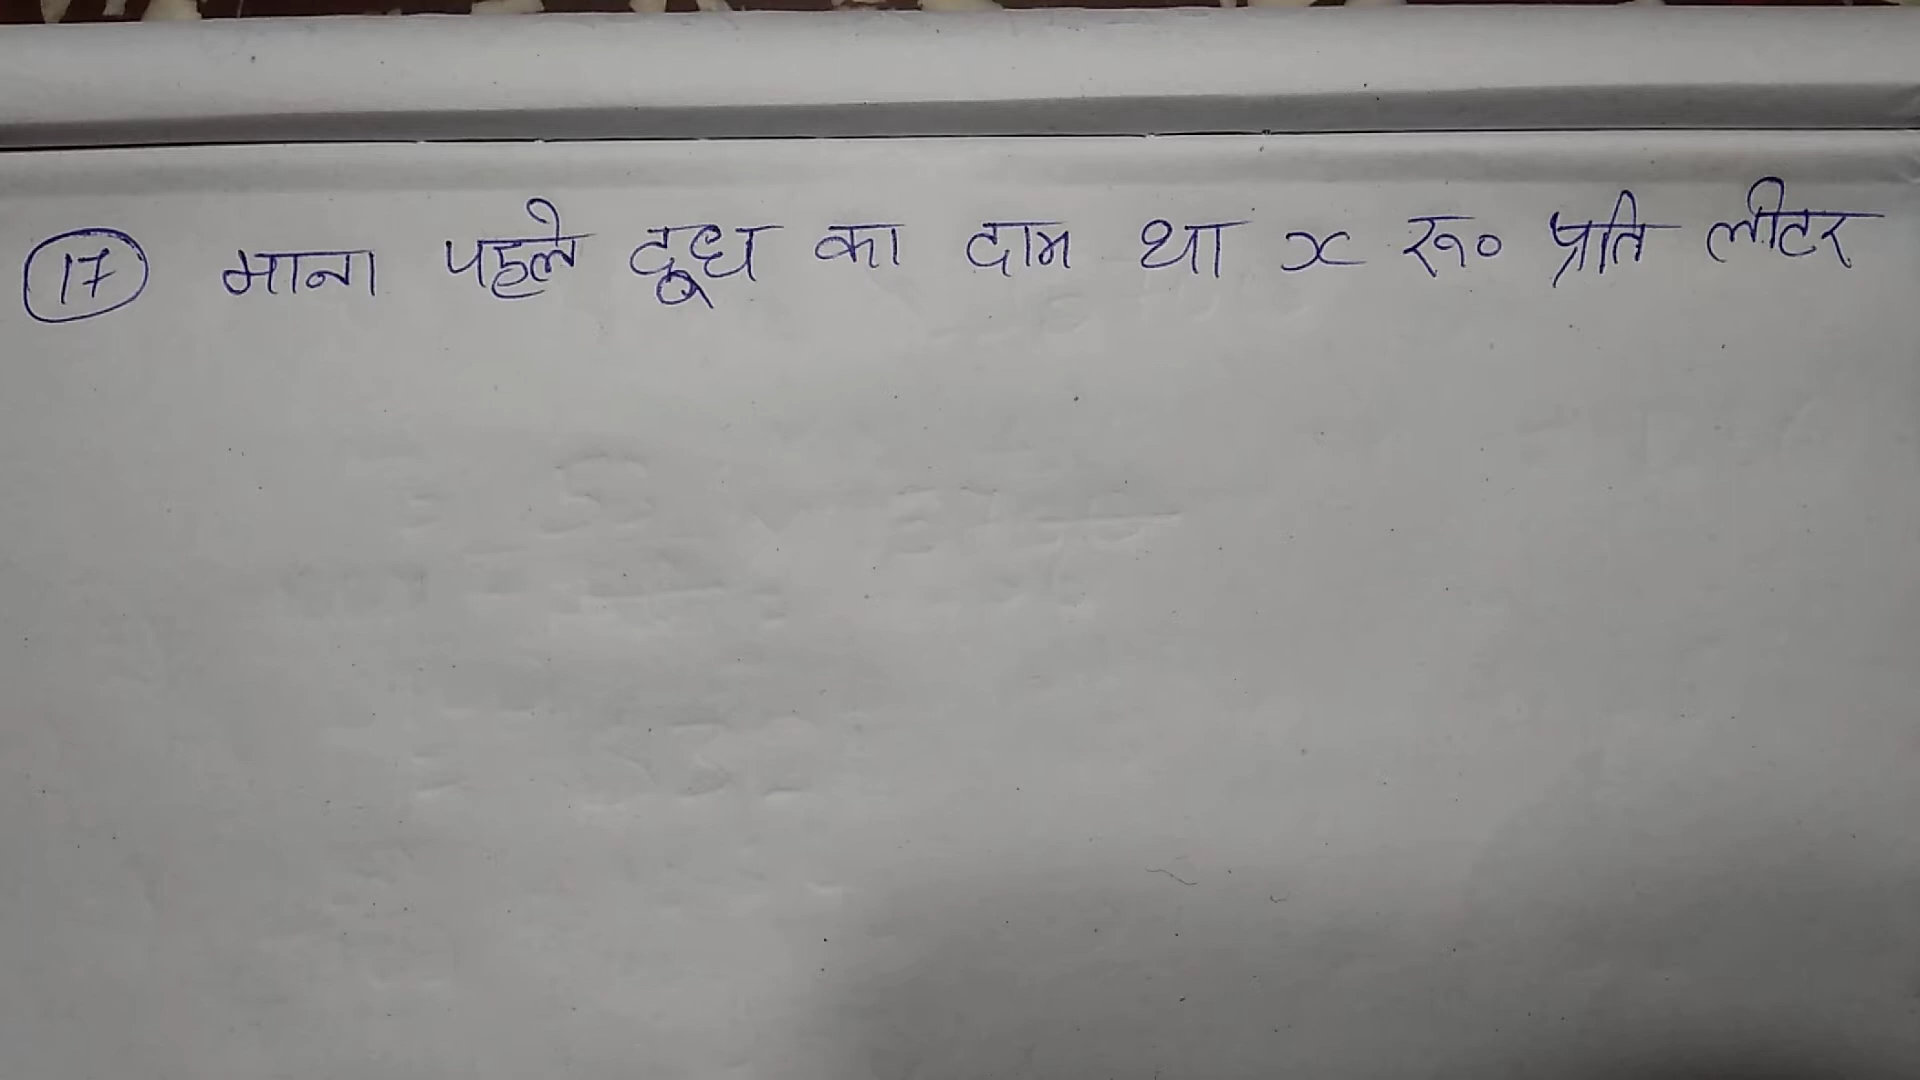 17 माना पहले दूध का दाम था x रू० प्रति लीटर